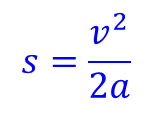 s = v²/2a